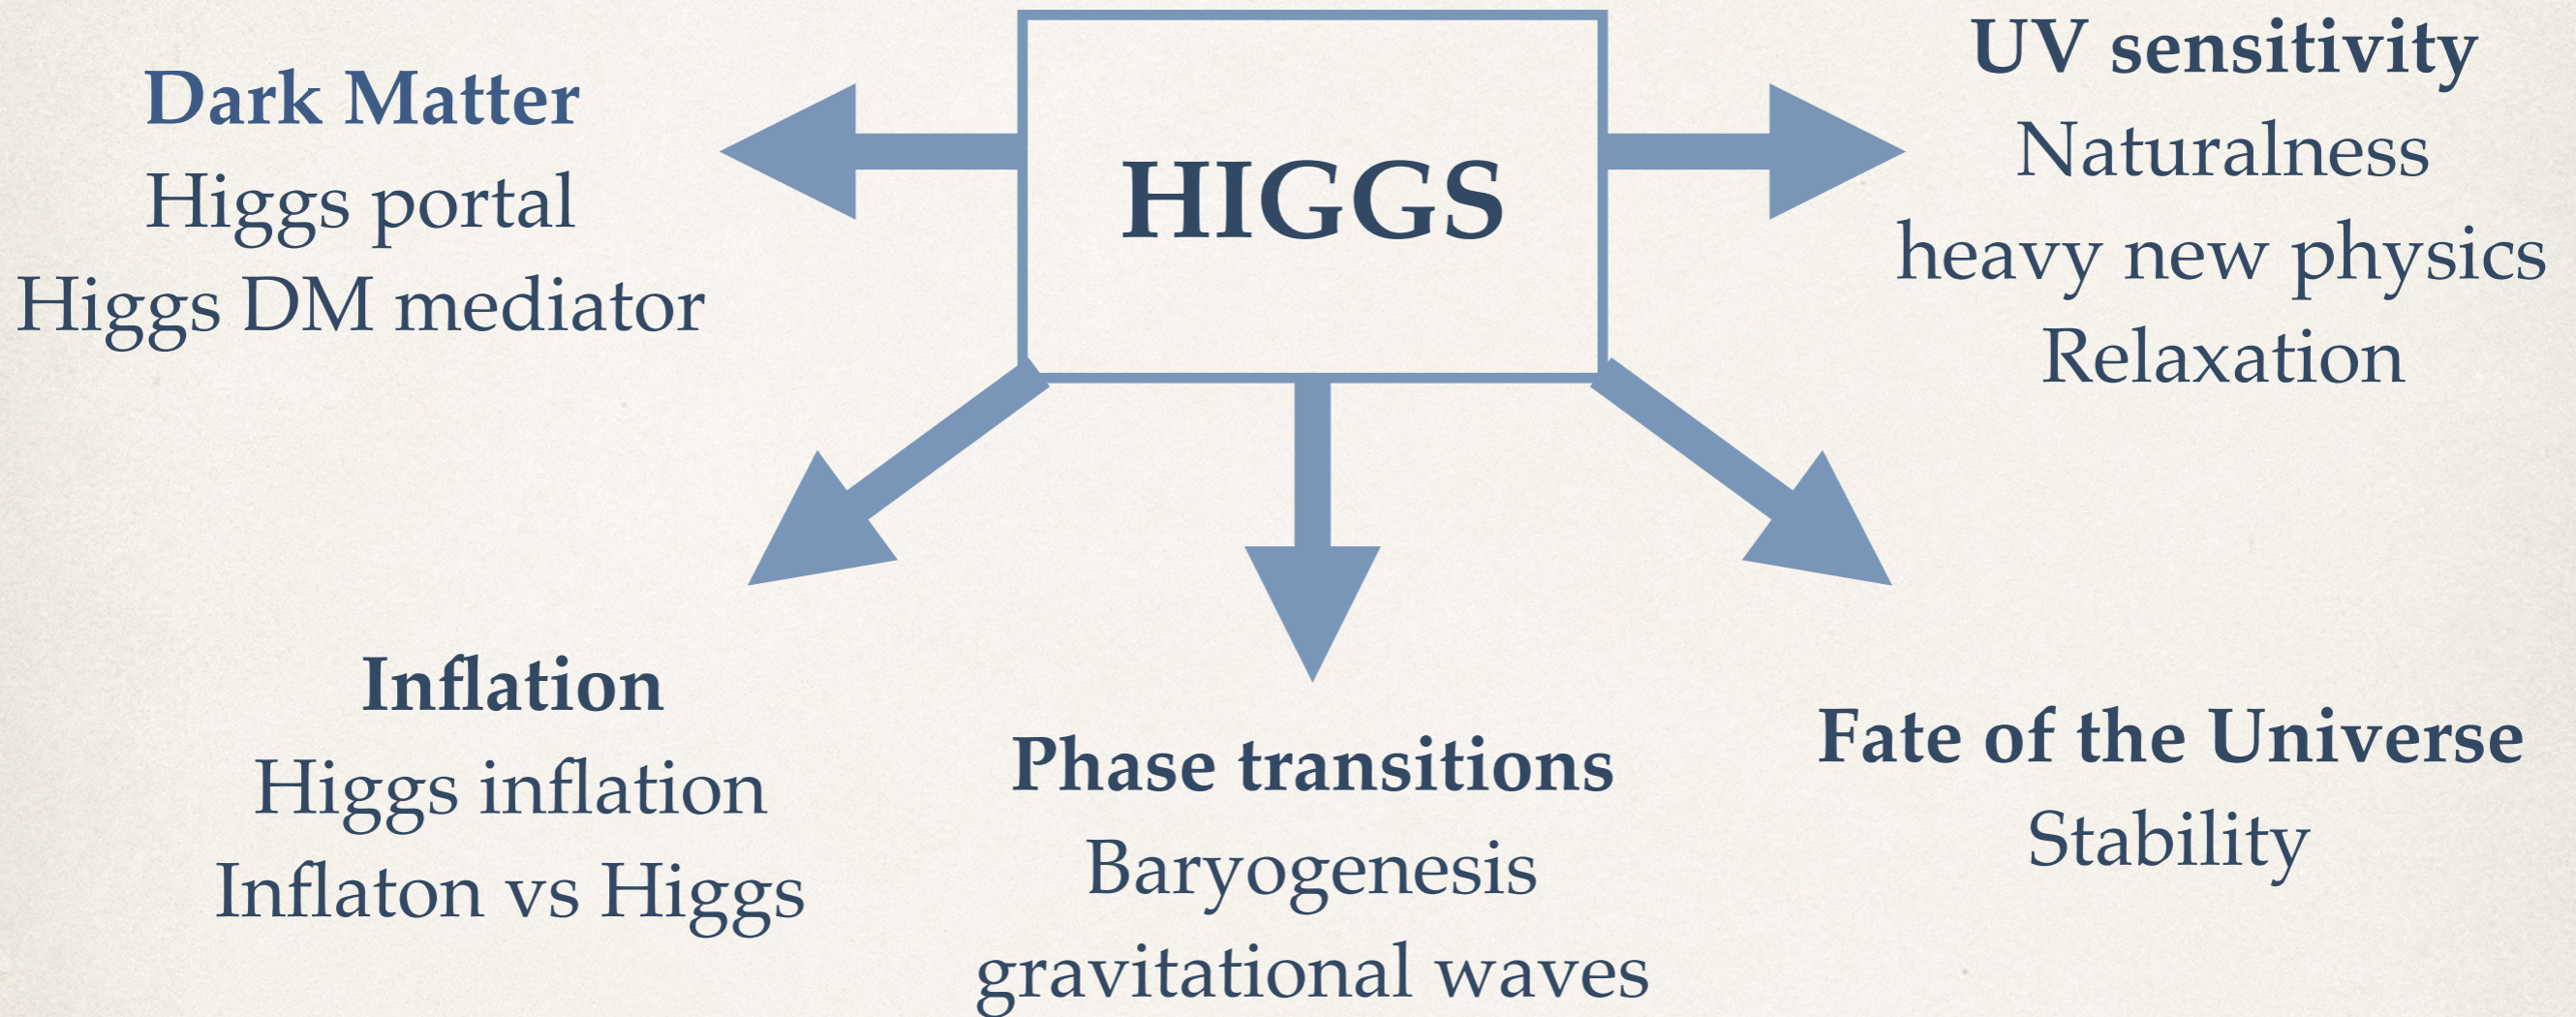 HIGGS
Dark Matter
Higgs portal
Higgs DM mediator
UV sensitivity
Naturalness
heavy new physics
Relaxation
Inflation
Higgs inflation
Inflaton vs Higgs
Phase transitions
Baryogenesis
gravitational waves
Fate of the Universe
Stability